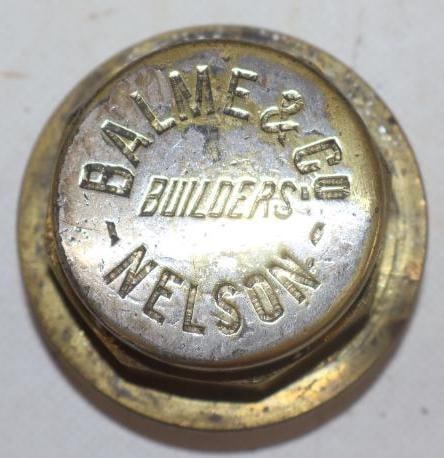 BALME & Co
BUILDERS
- NELSON -